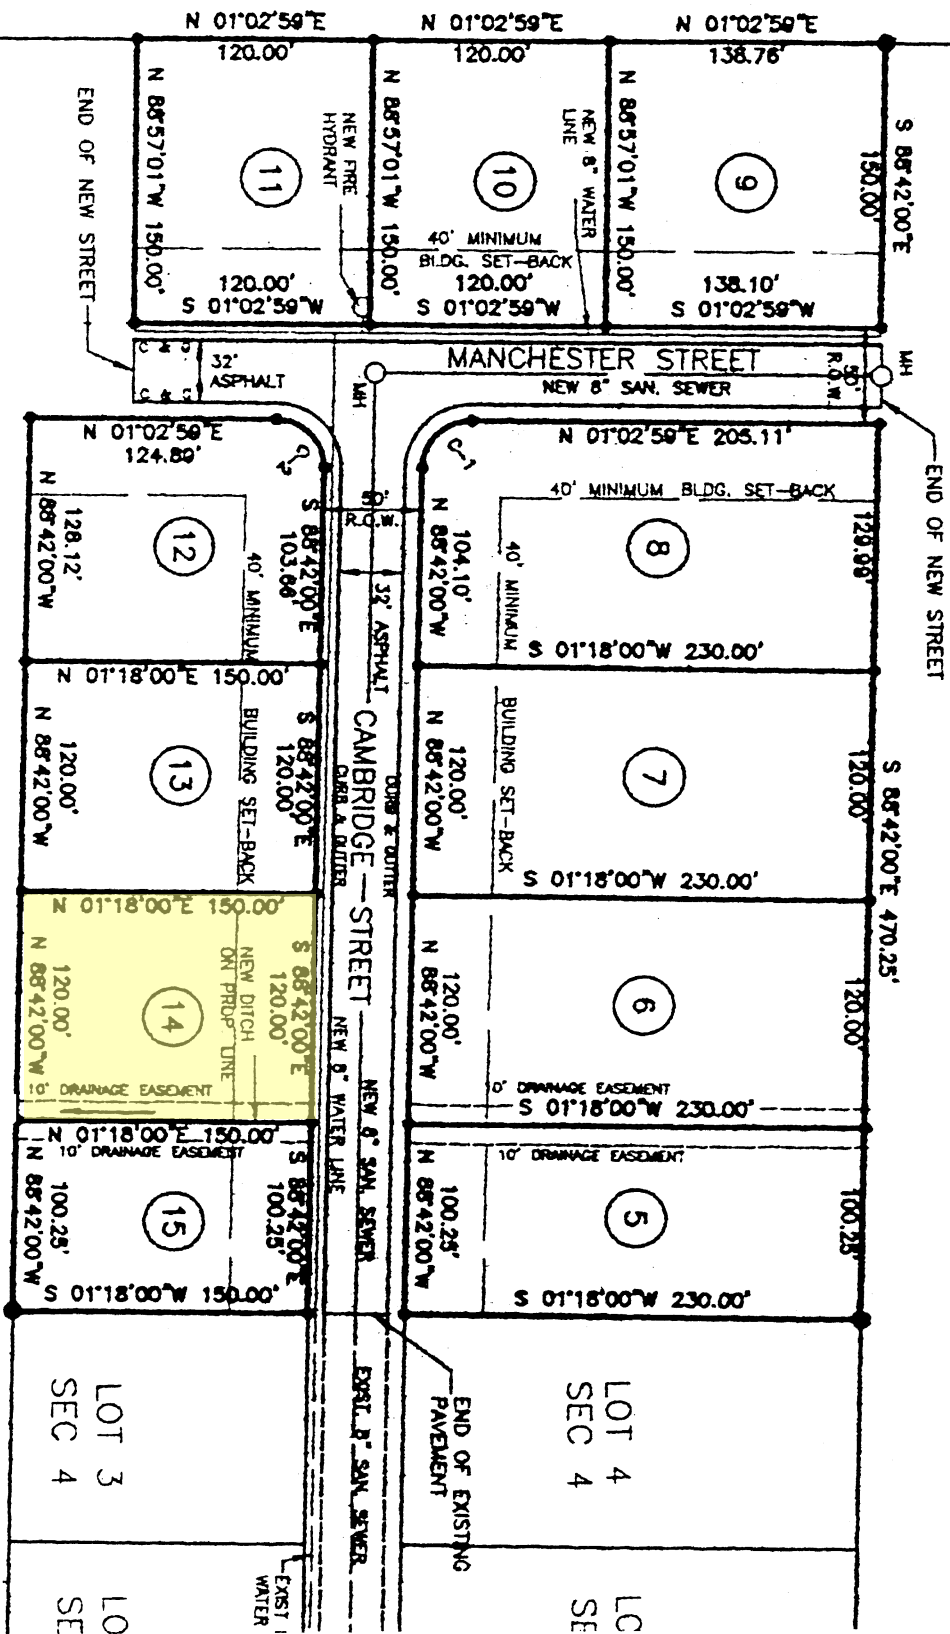 N 01°02'59"E
N 01°02'59"E
N 01°02'59"E
120.00'
120.00'
138.76'
S 88°42'00"E
150.00'
N 88°57'01"W 150.00'
N 88°57'01"W 150.00'
N 88°57'01"W 150.00'
END OF NEW STREET
NEW FIRE
HYDRANT
NEW 8" WATER
LINE
11
10
9
40' MINIMUM
BLDG. SET-BACK
120.00'
S 01°02'59"W
120.00'
S 01°02'59"W
138.10'
S 01°02'59"W
C & G
C & G
32'
ASPHALT
MANCHESTER STREET
NEW 8" SAN. SEWER
50'
R.O.W.
MH
MH
END OF NEW STREET
N 01°02'59"E
124.89'
C-2
C-1
N 01°02'59"E 205.11'
40' MINIMUM BLDG. SET-BACK
128.12'
N 88°42'00"W
12
40' MINIMUM
S 88°42'00"E
103.66'
50'
R.O.W.
32' ASPHALT
104.10'
N 88°42'00"W
40' MINIMUM
8
129.99'
N 01°18'00"E 150.00'
S 01°18'00"W 230.00'
120.00'
N 88°42'00"W
13
BUILDING SET-BACK
S 88°42'00"E
120.00'
CURB & GUTTER
CAMBRIDGE STREET
CURB & GUTTER
120.00'
N 88°42'00"W
BUILDING SET-BACK
7
120.00'
S 88°42'00"E 470.25'
N 01°18'00"E 150.00'
S 01°18'00"W 230.00'
120.00'
N 88°42'00"W
14
NEW DITCH
ON PROP LINE
S 88°42'00"E
120.00'
NEW 8" WATER LINE
NEW 8" SAN. SEWER
120.00'
N 88°42'00"W
6
120.00'
10' DRAINAGE EASEMENT
0' DRAINAGE EASEMENT
S 01°18'00"W 230.00'
N 01°18'00"E 150.00'
10' DRAINAGE EASEMENT
10' DRAINAGE EASEMENT
100.25'
N 88°42'00"W
15
S 88°42'00"E
100.25'
100.25'
N 88°42'00"W
5
100.25'
S 01°18'00"W 150.00'
S 01°18'00"W 230.00'
LOT 3
SEC 4
EXIST. 8" SAN. SEWER
END OF EXISTING
PAVEMENT
LOT 4
SEC 4
EXIST
WATER
LO
SE
LO
SE